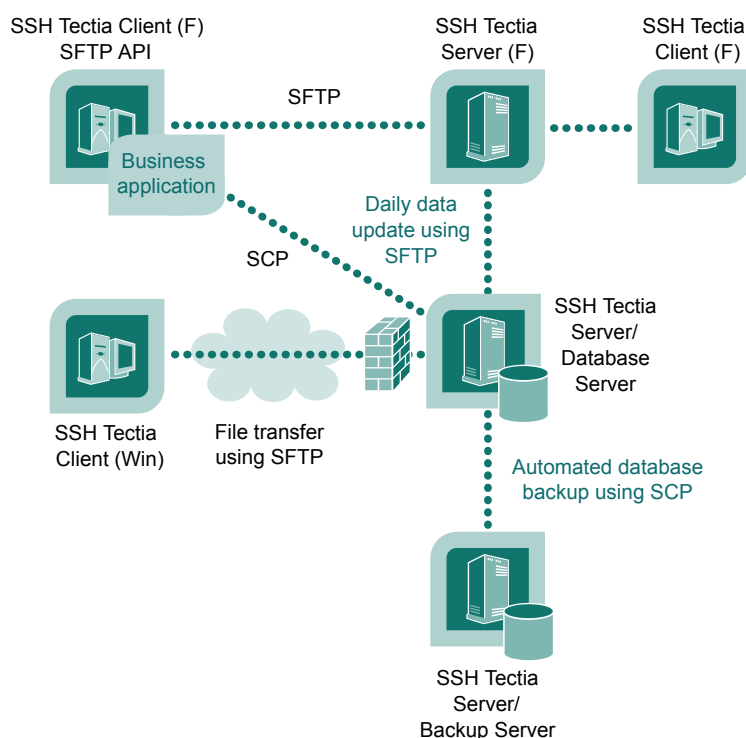 SSH Tectia Client (F)
SFTP API
SSH Tectia
Server (F)
SSH Tectia
Client (F)
SFTP
Business
application
Daily data
update using
SFTP
SCP
SSH Tectia
Server/
Database
Server
SSH Tectia
Client (Win)
File transfer
using SFTP
Automated database
backup using SCP
SSH Tectia
Server/
Backup Server